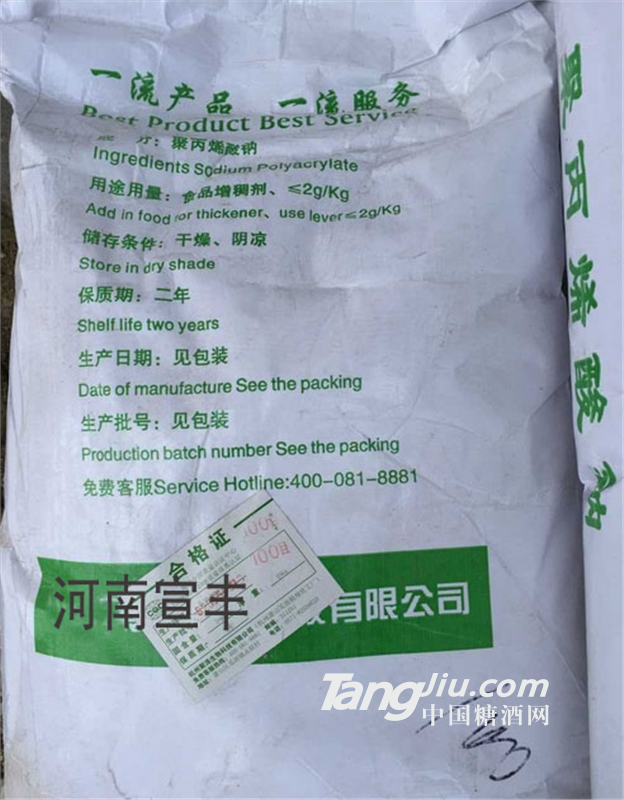 一流产品 一流服务
Best Product Best Service
成 分：聚丙烯酸钠
Ingredients Sodium Polyacrylate
用途用量：食品增稠剂、≤2g/Kg
Add in food for thickener、use lever≤2g/Kg
储存条件：干燥、阴凉
Store in dry shade
保质期：二年
Shelf life two years
生产日期：见包装
Date of manufacture See the packing
生产批号：见包装
Production batch number See the packing
免费客服Service Hotline:400-081-8881
合格证
有限公司
河南宣丰
聚丙烯酸钠
TangJiu.com
中国糖酒网